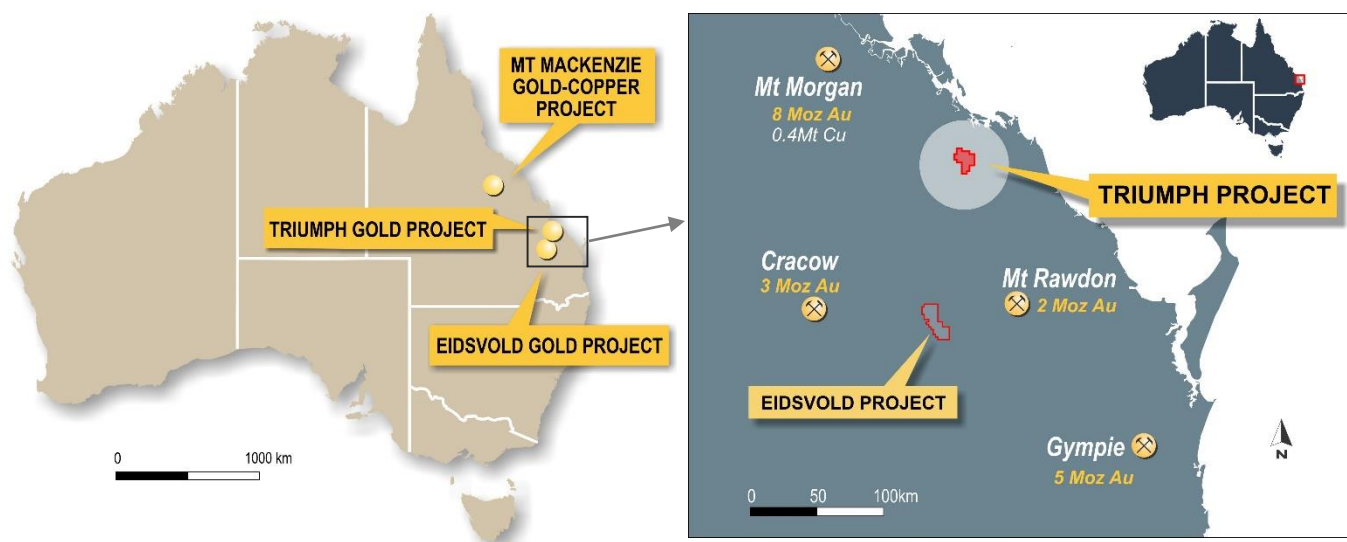 MT MACKENZIE
GOLD-COPPER
PROJECT
TRIUMPH GOLD PROJECT
EIDSVOLD GOLD PROJECT
0 1000 km
Mt Morgan
8 Moz Au
0.4Mt Cu
TRIUMPH PROJECT
Cracow
3 Moz Au
Mt Rawdon
2 Moz Au
EIDSVOLD PROJECT
Gympie
5 Moz Au
0 50 100km
N